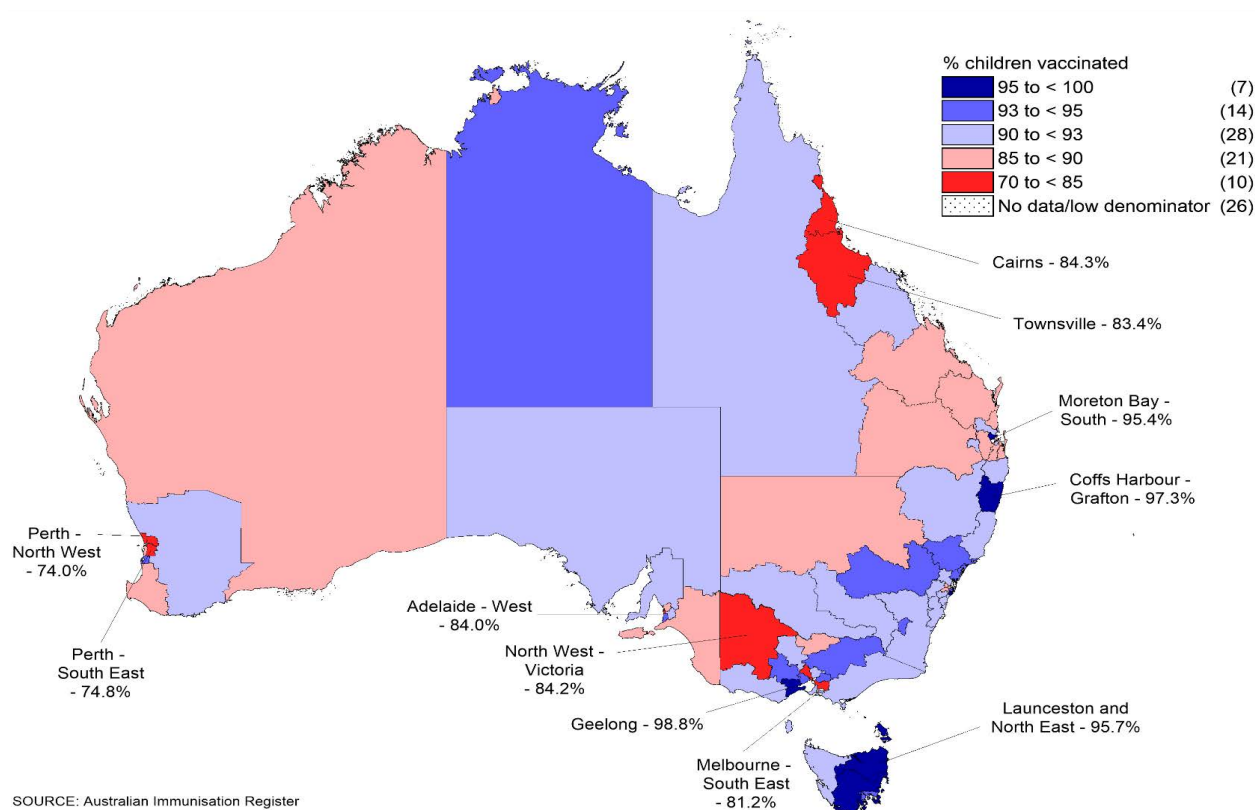 % children vaccinated
95 to < 100 (7)
93 to < 95 (14)
90 to < 93 (28)
85 to < 90 (21)
70 to < 85 (10)
No data/low denominator (26)
Cairns - 84.3%
Townsville - 83.4%
Moreton Bay -
South - 95.4%
Coffs Harbour -
Grafton - 97.3%
Perth -
North West
- 74.0%
Adelaide - West
- 84.0%
Perth -
South East
- 74.8%
North West -
Victoria
- 84.2%
Geelong - 98.8%
Launceston and
North East - 95.7%
Melbourne -
South East
- 81.2%
SOURCE: Australian Immunisation Register